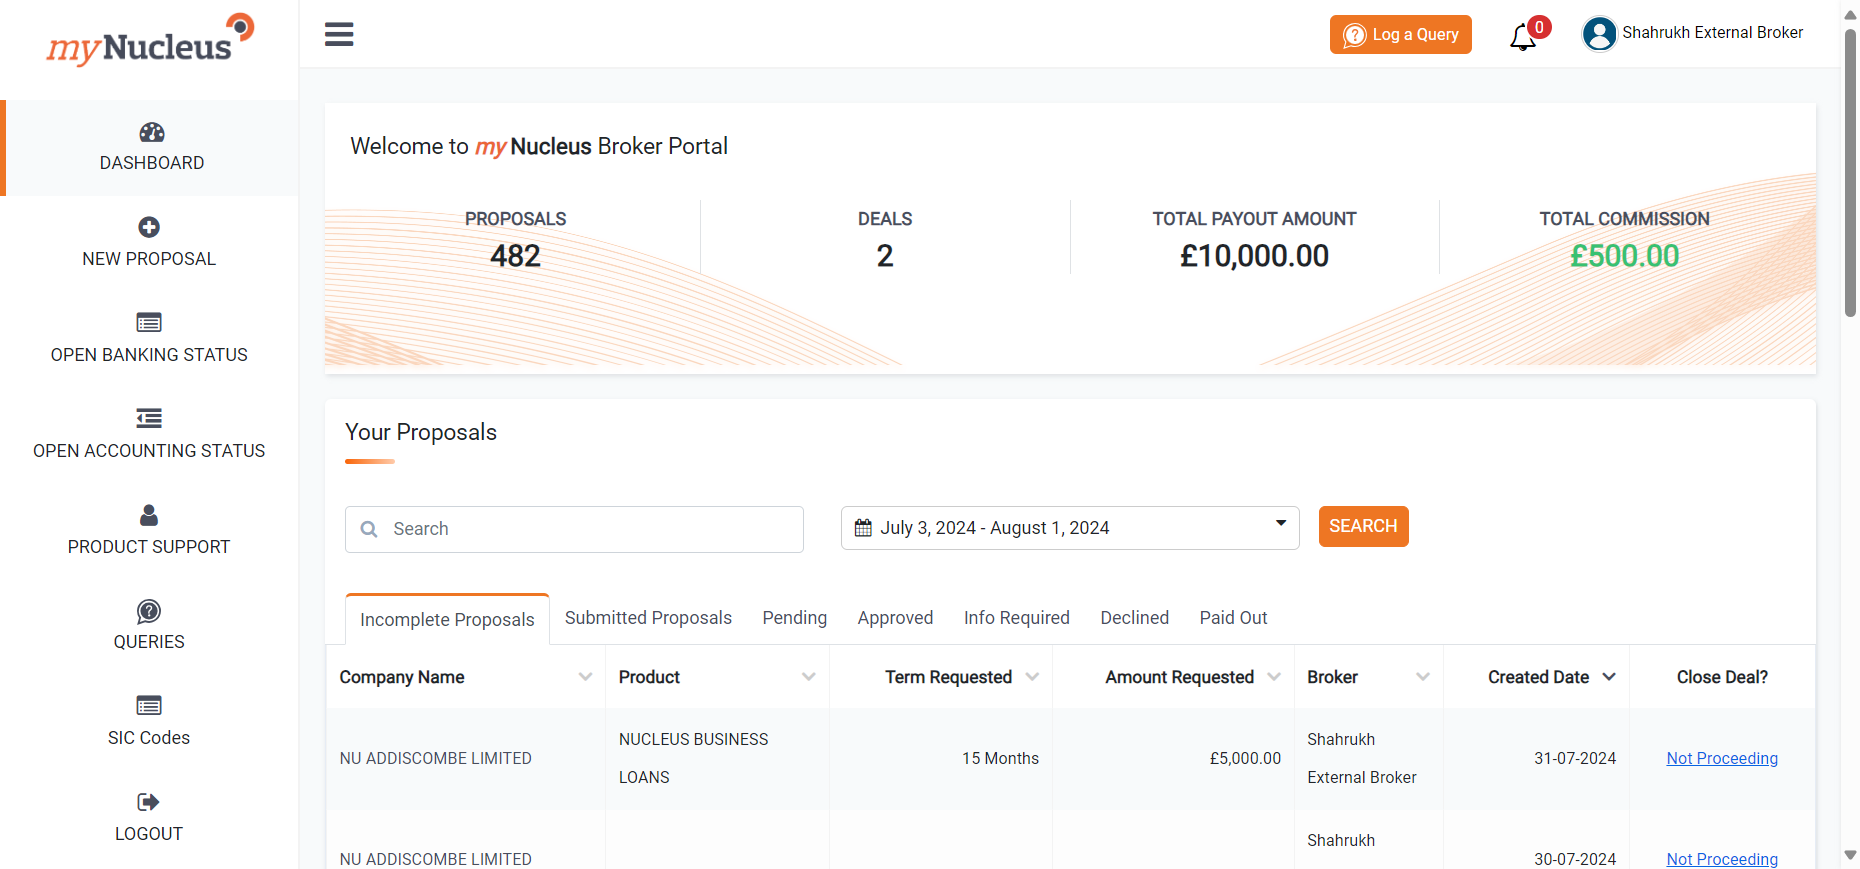 myNucleus
Log a Query
0
Shahrukh External Broker
DASHBOARD
NEW PROPOSAL
OPEN BANKING STATUS
OPEN ACCOUNTING STATUS
PRODUCT SUPPORT
QUERIES
SIC Codes
LOGOUT
Welcome to my Nucleus Broker Portal
PROPOSALS
482
DEALS
2
TOTAL PAYOUT AMOUNT
£10,000.00
TOTAL COMMISSION
£500.00
Your Proposals
Search
July 3, 2024 - August 1, 2024
SEARCH
Incomplete Proposals Submitted Proposals Pending Approved Info Required Declined Paid Out
Company Name Product Term Requested Amount Requested Broker Created Date Close Deal?
NU ADDISCOMBE LIMITED
NUCLEUS BUSINESS
LOANS
15 Months
£5,000.00
Shahrukh
External Broker
31-07-2024
Not Proceeding
NU ADDISCOMBE LIMITED
Shahrukh
30-07-2024
Not Proceeding